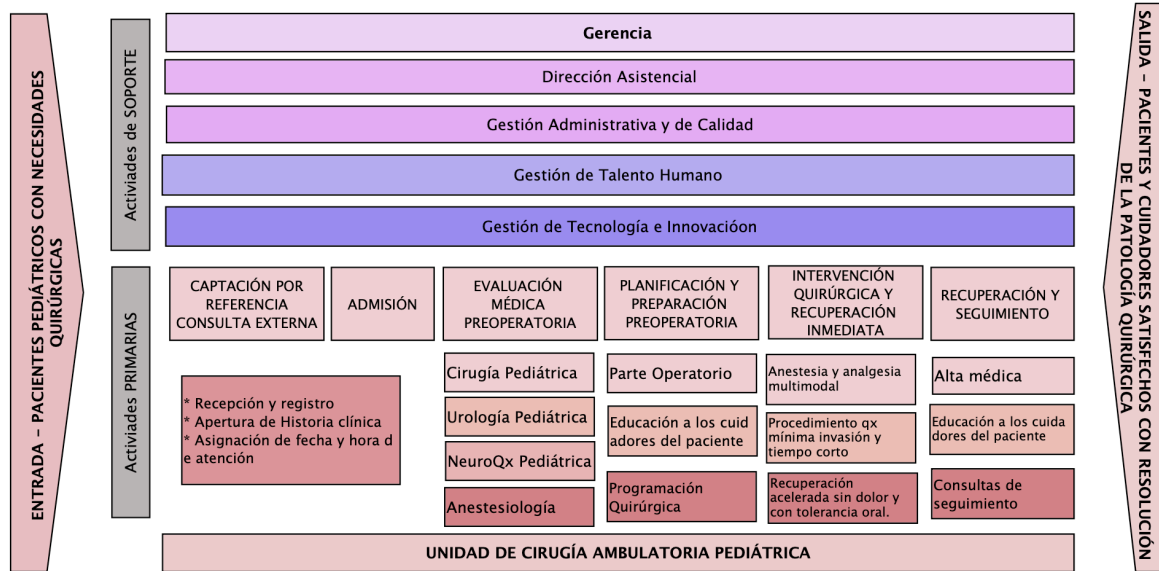 ENTRADA – PACIENTES PEDIÁTRICOS CON NECESIDADES
QUIRÚRGICAS
Activiades de SOPORTE
Gerencia
Dirección Asistencial
Gestión Administrativa y de Calidad
Gestión de Talento Humano
Gestión de Tecnología e Innovacióon
Activiades PRIMARIAS
CAPTACIÓN POR
REFERENCIA
CONSULTA EXTERNA
ADMISIÓN
* Recepción y registro
* Apertura de Historia clínica
* Asignación de fecha y hora d
e atención
EVALUACIÓN
MÉDICA
PREOPERATORIA
Cirugía Pediátrica
Urología Pediátrica
NeuroQx Pediátrica
Anestesiología
PLANIFICACIÓN Y
PREPARACIÓN
PREOPERATORIA
Parte Operatorio
Educación a los cuid
adores del paciente
Programación
Quirúrgica
INTERVENCIÓN
QUIRÚRGICA Y
RECUPERACIÓN
INMEDIATA
Anestesia y analgesia
multimodal
Procedimiento qx
mínima invasión y
tiempo corto
Recuperación
acelerada sin dolor y
con tolerancia oral.
RECUPERACIÓN Y
SEGUIMIENTO
Alta médica
Educación a los cuida
dores del paciente
Consultas de
seguimiento
UNIDAD DE CIRUGÍA AMBULATORIA PEDIÁTRICA
SALIDA – PACIENTES Y CUIDADORES SATISFECHOS CON RESOLUCIÓN
DE LA PATOLOGÍA QUIRÚRGICA